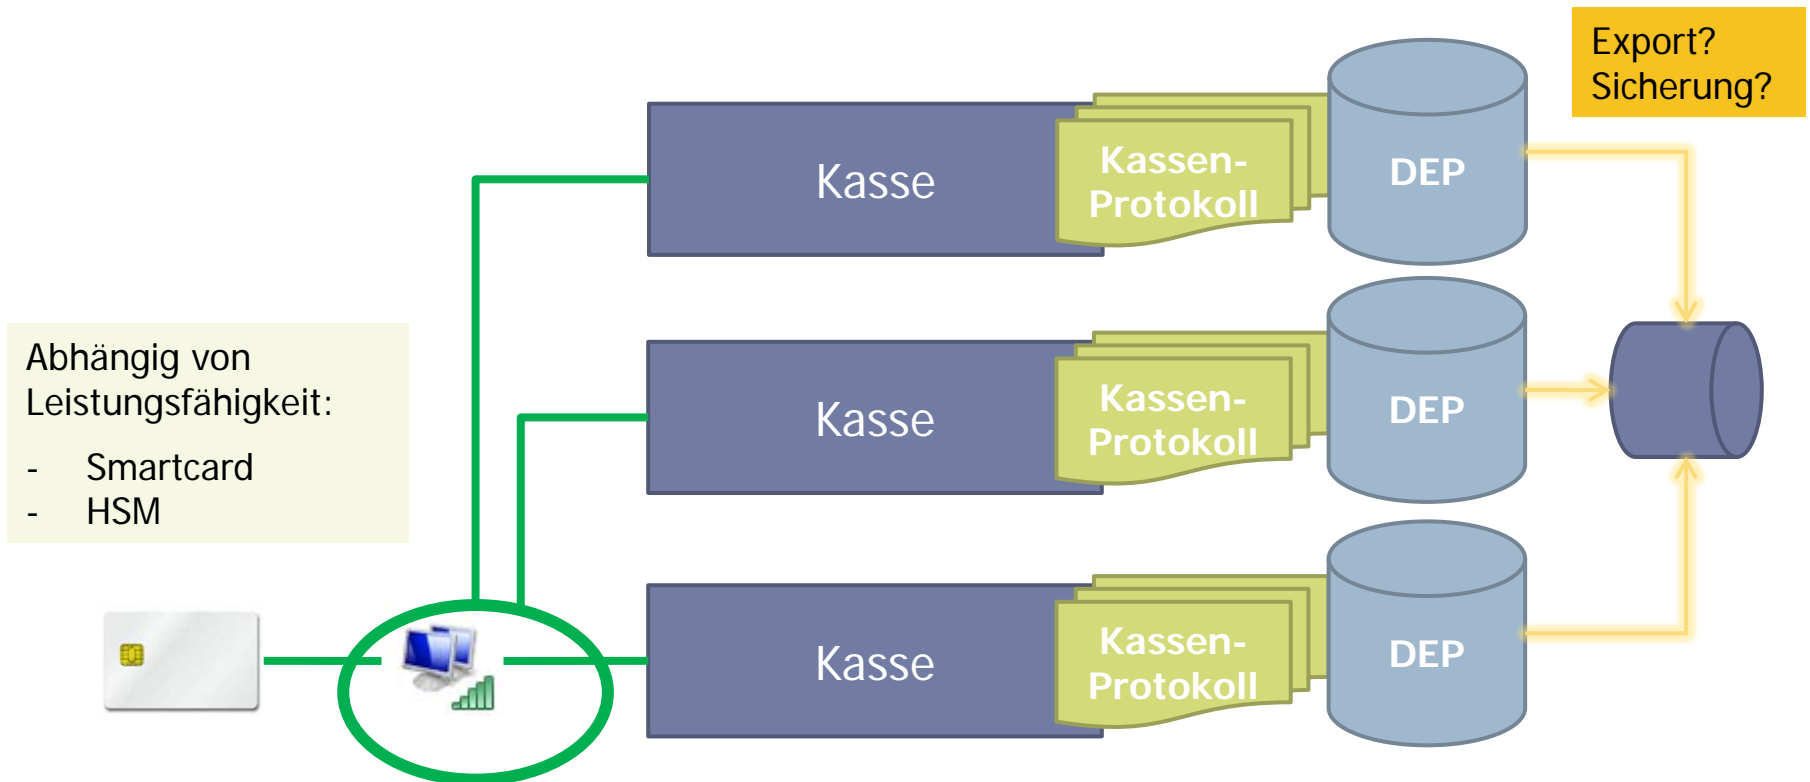 Export?
Sicherung?
Kasse
Kassen-
Protokoll
DEP
Abhängig von
Leistungsfähigkeit:
- Smartcard
- HSM
Kasse
Kassen-
Protokoll
DEP
Kasse
Kassen-
Protokoll
DEP